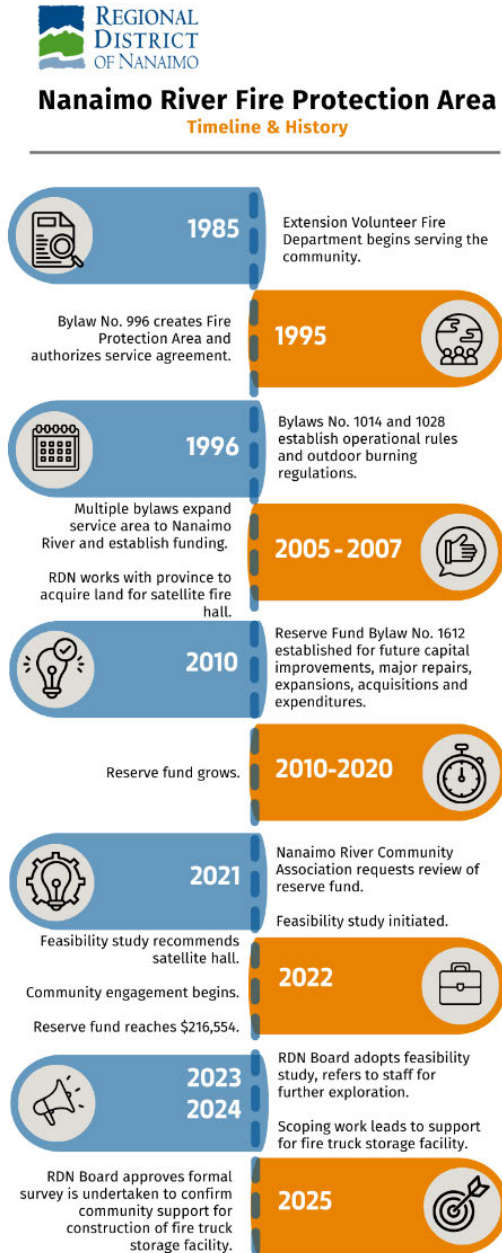 REGIONAL
DISTRICT
OF NANAIMO
Nanaimo River Fire Protection Area
Timeline & History
1985
Extension Volunteer Fire
Department begins serving the
community.
Bylaw No. 996 creates Fire
Protection Area and
authorizes service agreement.
1995
1996
Bylaws No. 1014 and 1028
establish operational rules
and outdoor burning
regulations.
Multiple bylaws expand
service area to Nanaimo
River and establish funding.
RDN works with province to
acquire land for satellite fire
hall.
2005 - 2007
2010
Reserve Fund Bylaw No. 1612
established for future capital
improvements, major repairs,
expansions, acquisitions and
expenditures.
Reserve fund grows.
2010-2020
2021
Nanaimo River Community
Association requests review of
reserve fund.
Feasibility study initiated.
Feasibility study recommends
satellite hall.
Community engagement begins.
Reserve fund reaches $216,554.
2022
2023
2024
RDN Board adopts feasibility
study, refers to staff for
further exploration.
Scoping work leads to support
for fire truck storage facility.
RDN Board approves formal
survey is undertaken to confirm
community support for
construction of fire truck
storage facility.
2025